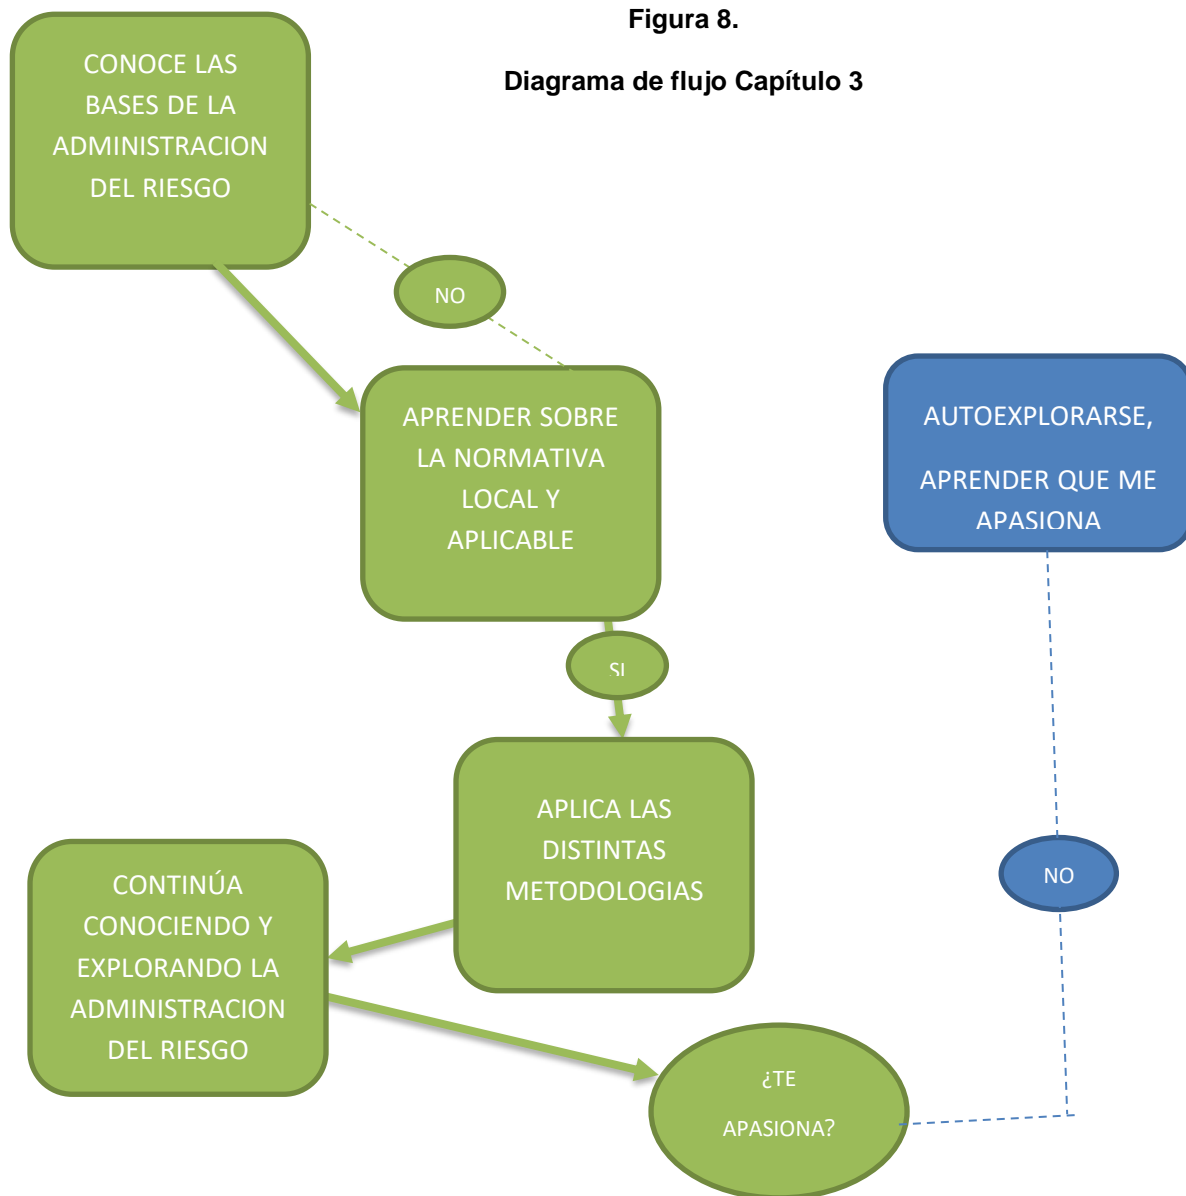 Figura 8.
Diagrama de flujo Capítulo 3
CONOCE LAS
BASES DE LA
ADMINISTRACION
DEL RIESGO
NO
APRENDER SOBRE
LA NORMATIVA
LOCAL Y
APLICABLE
AUTOEXPLORARSE,
APRENDER QUE ME
APASIONA
SI
APLICA LAS
DISTINTAS
METODOLOGIAS
CONTINÚA
CONOCIENDO Y
EXPLORANDO LA
ADMINISTRACION
DEL RIESGO
NO
¿TE
APASIONA?